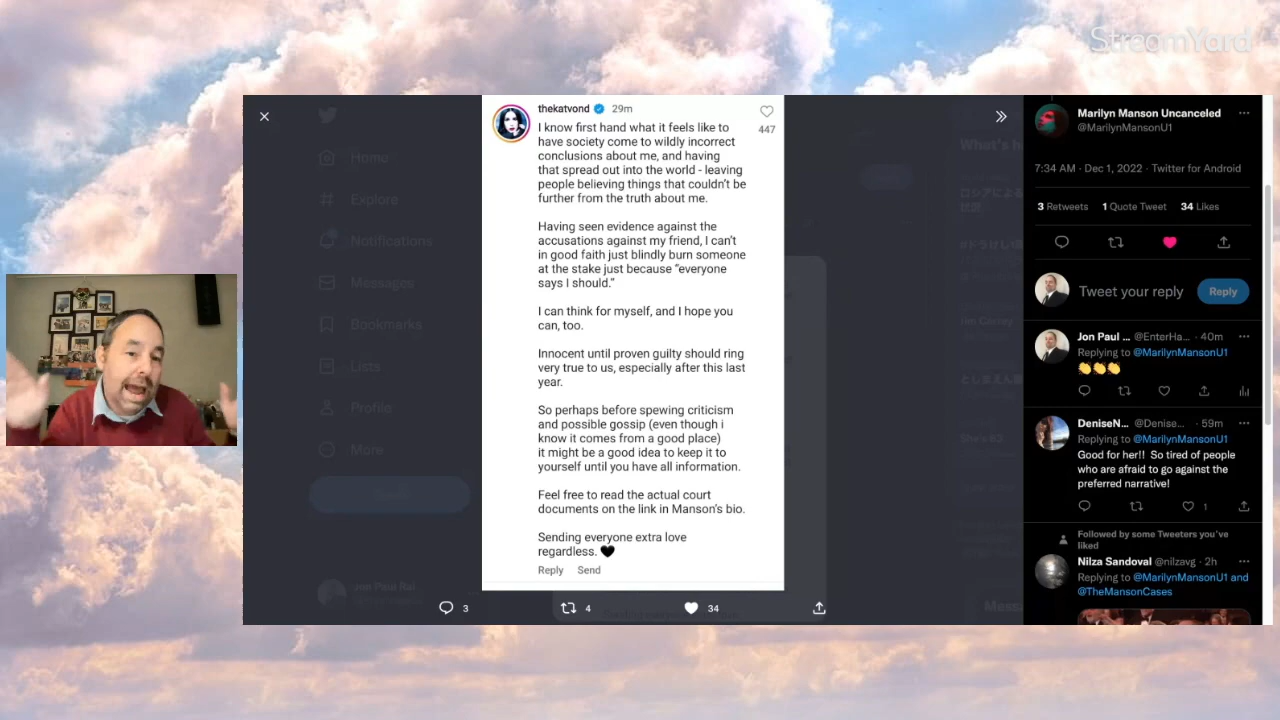 StreamYard
thekatvond 29m
447
I know first hand what it feels like to
have society come to wildly incorrect
conclusions about me, and having
that spread out into the world - leaving
people believing things that couldn't be
further from the truth about me.
Having seen evidence against the
accusations against my friend, I can't
in good faith just blindly burn someone
at the stake just because "everyone
says I should."
I can think for myself, and I hope you
can, too.
Innocent until proven guilty should ring
very true to us, especially after this last
year.
So perhaps before spewing criticism
and possible gossip (even though i
know it comes from a good place)
it might be a good idea to keep it to
yourself until you have all information.
Feel free to read the actual court
documents on the link in Manson's bio.
Sending everyone extra love
regardless. 🖤
Reply Send
3 4 34
Home
Explore
Notifications
Messages
Bookmarks
Lists
Profile
More
Marilyn Manson Uncanceled
@MarilynMansonU1
7:34 AM · Dec 1, 2022 · Twitter for Android
3 Retweets 1 Quote Tweet 34 Likes
Tweet your reply Reply
Jon Paul ... @EnterHa... · 40m
Replying to @MarilynMansonU1
👏👏👏
DeniseN... @Denise... · 59m
Replying to @MarilynMansonU1
Good for her!! So tired of people
who are afraid to go against the
preferred narrative!
1
Followed by some Tweeters you've
liked
Nilza Sandoval @nilzavg · 2h
Replying to @MarilynMansonU1 and
@TheMansonCases